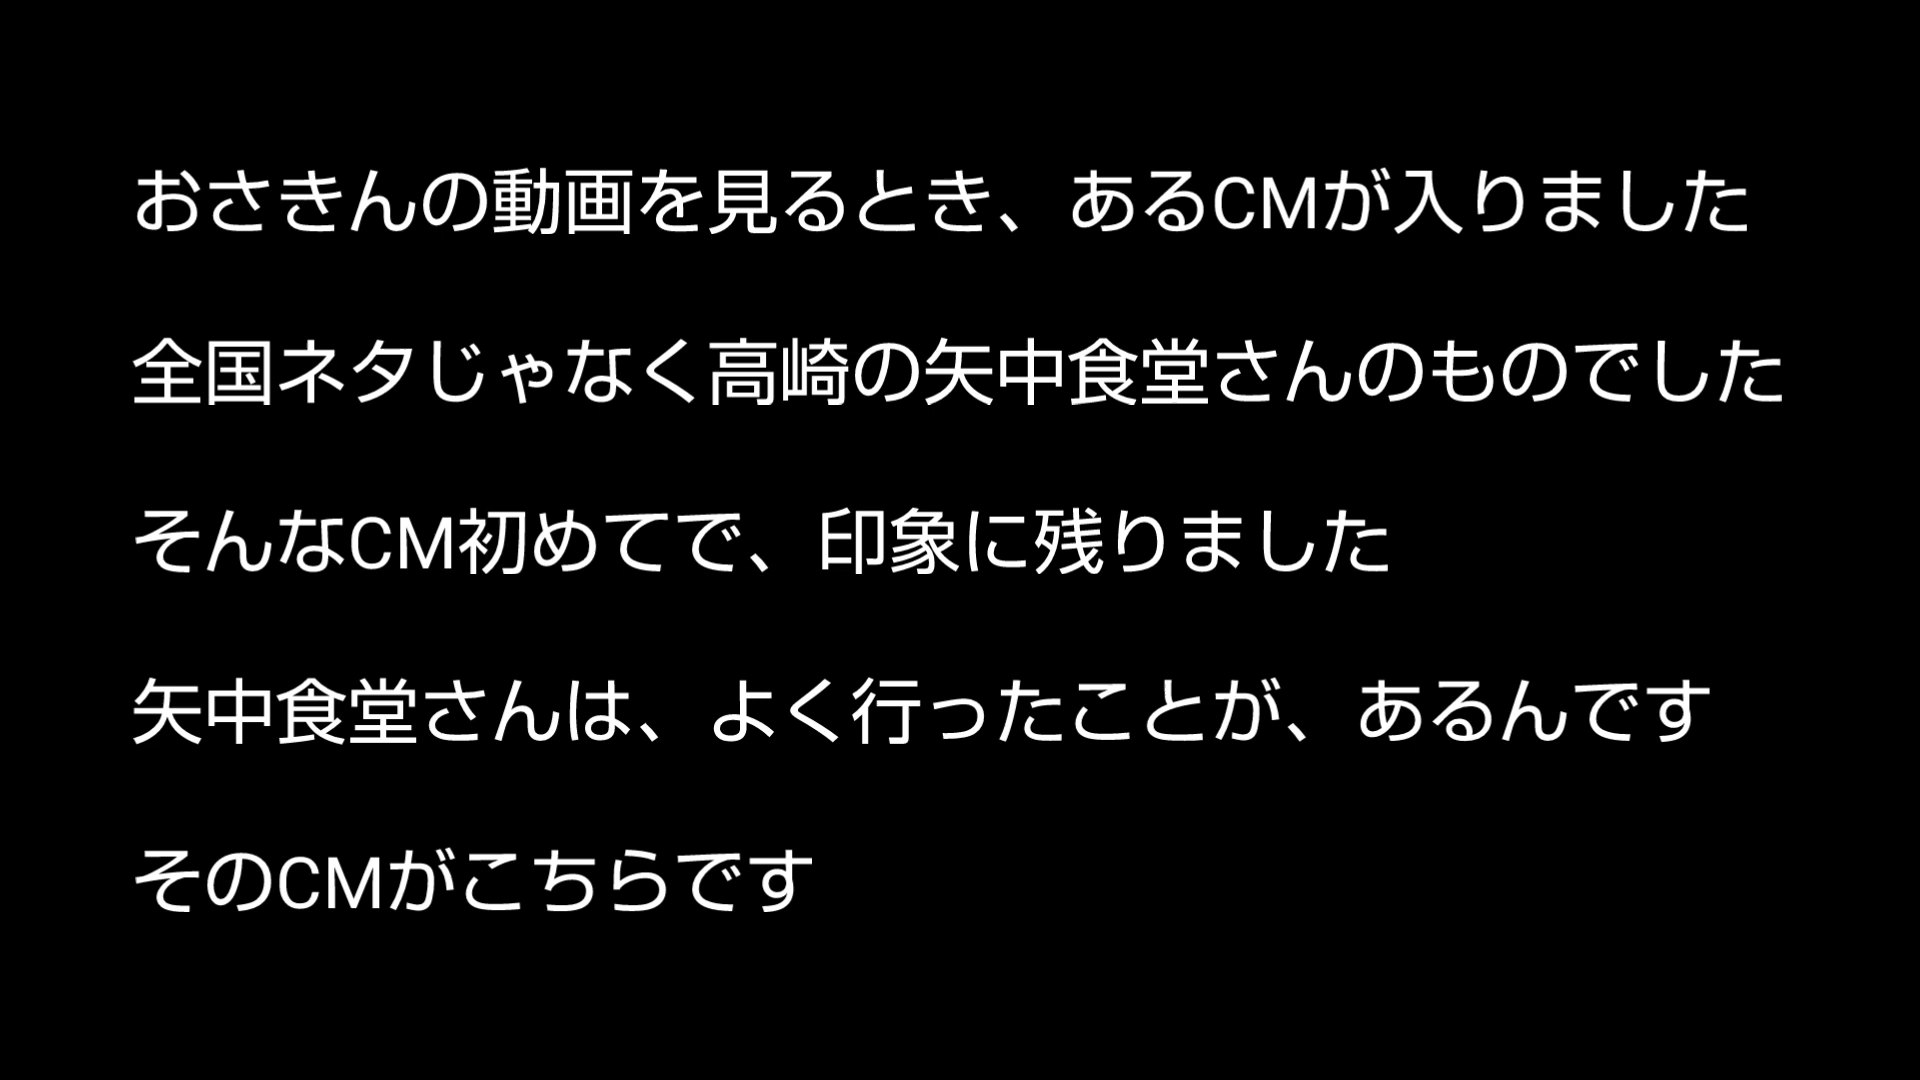 おさきんの動画を見るとき、あるCMが入りました
全国ネタじゃなく高崎の矢中食堂さんのものでした
そんなCM初めてで、印象に残りました
矢中食堂さんは、よく行ったことが、あるんです
そのCMがこちらです